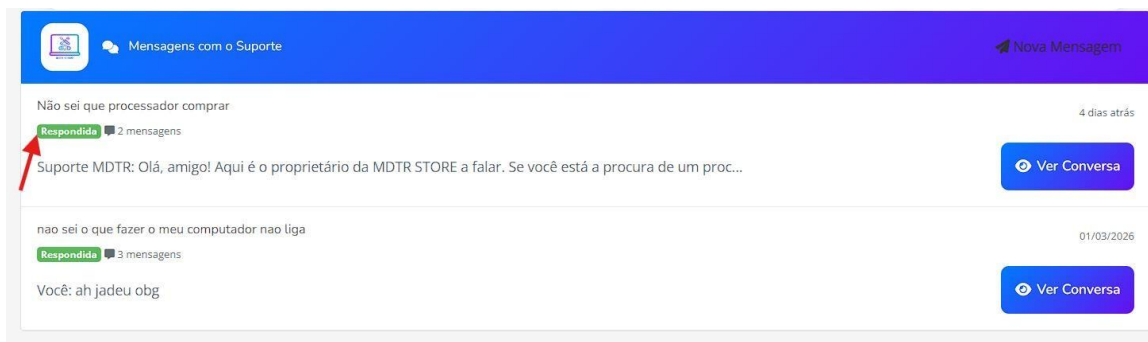 Mensagens com o Suporte
Nova Mensagem
Não sei que processador comprar
4 dias atrás
Respondida 2 mensagens
Suporte MDTR: Olá, amigo! Aqui é o proprietário da MDTR STORE a falar. Se você está a procura de um proc...
Ver Conversa
nao sei o que fazer o meu computador nao liga
01/03/2026
Respondida 3 mensagens
Você: ah jadeu obg
Ver Conversa